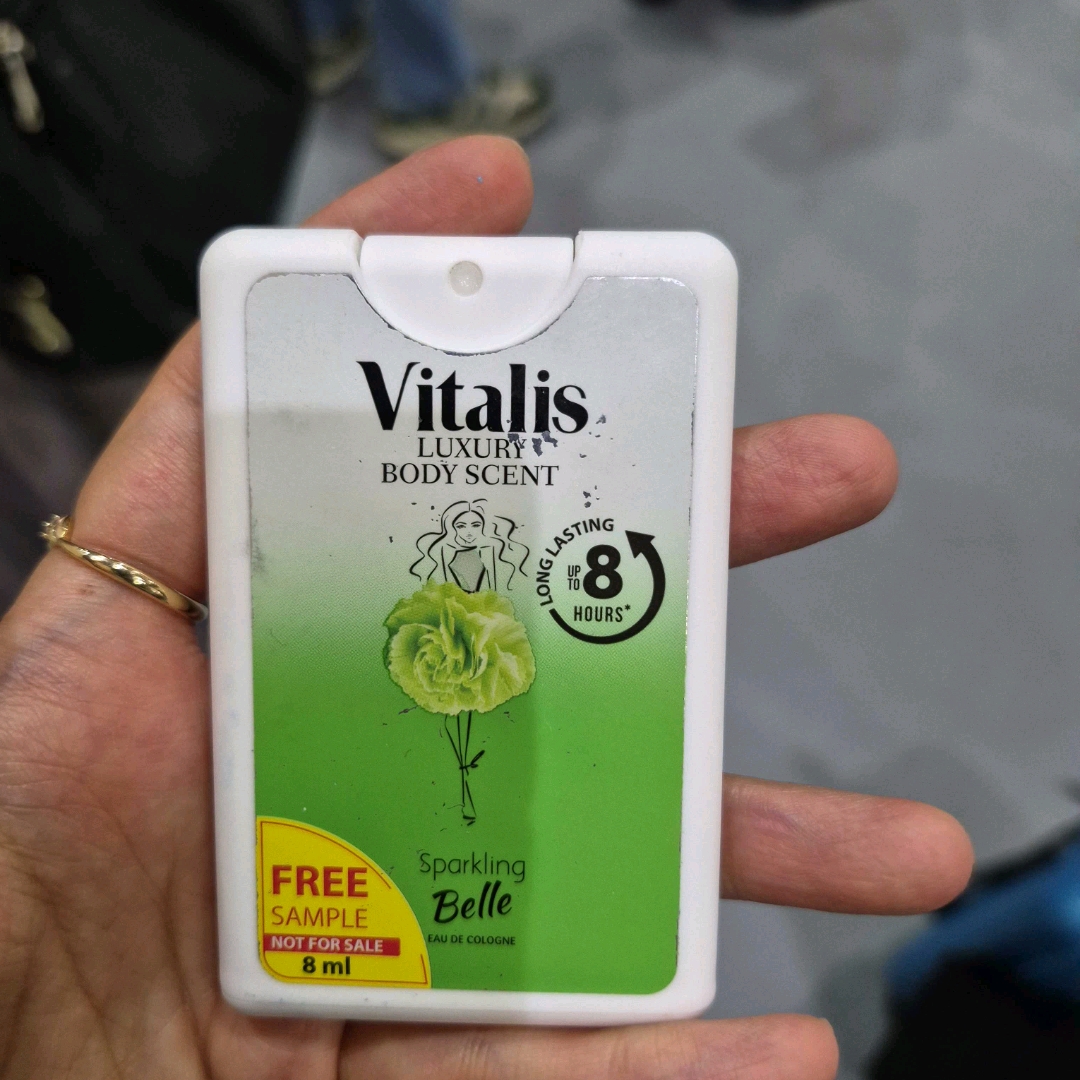 Vitalis
LUXURY
BODY SCENT
LONG LASTING
UP TO 8
HOURS*
Sparkling
Belle
EAU DE COLOGNE
FREE
SAMPLE
NOT FOR SALE
8 ml